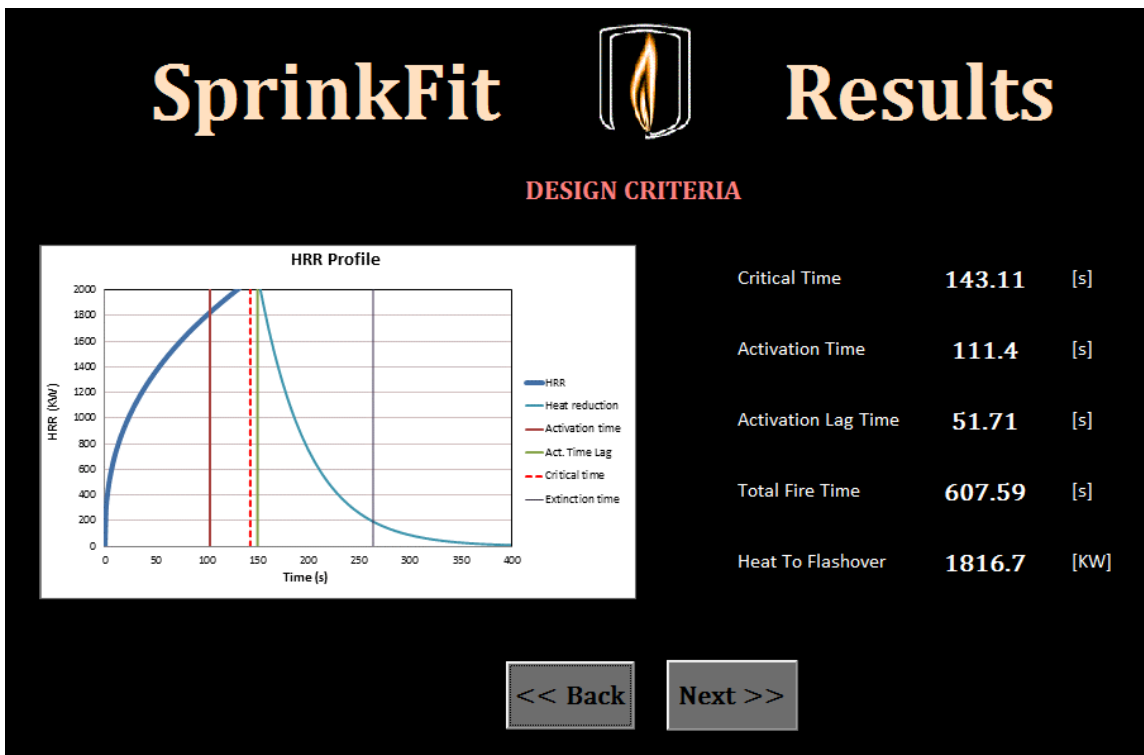 SprinkFit Results
DESIGN CRITERIA
HRR Profile
HRR (KW)
2000
1800
1600
1400
1200
1000
800
600
400
200
0
0 50 100 150 200 250 300 350 400
Time (s)
HRR
Heat reduction
Activation time
Act. Time Lag
Critical time
Extinction time
Critical Time 143.11 [s]
Activation Time 111.4 [s]
Activation Lag Time 51.71 [s]
Total Fire Time 607.59 [s]
Heat To Flashover 1816.7 [KW]
<< Back Next >>